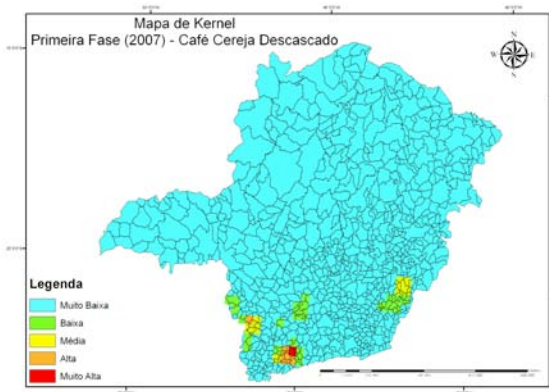 Mapa de Kernel
Primeira Fase (2007) - Café Cereja Descascado
N
W E
S
Legenda
Muito Baixa
Baixa
Média
Alta
Muito Alta